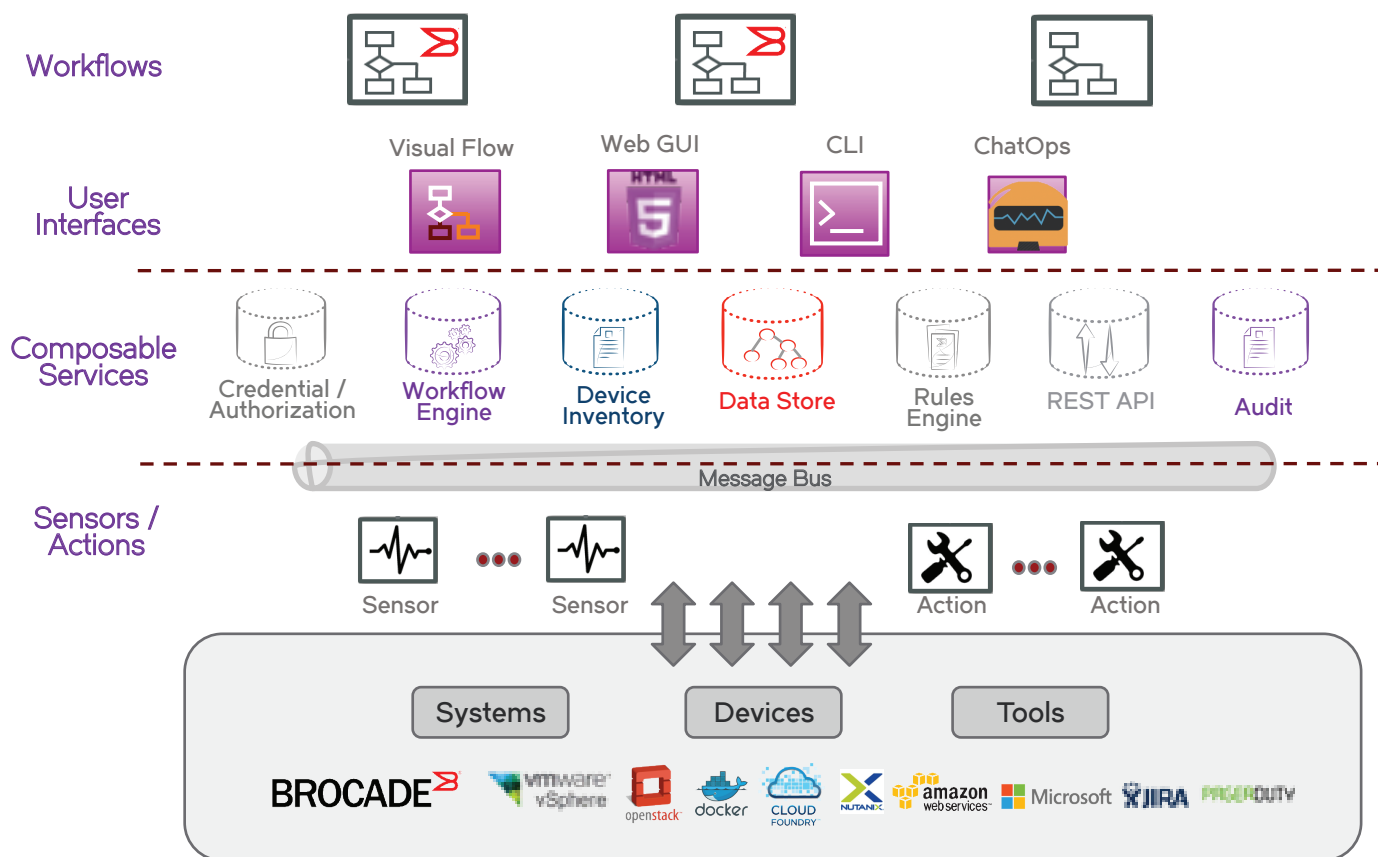 Workflows
Visual Flow
Web GUI
CLI
ChatOps
User
Interfaces
HTML
5
Composable
Services
Credential /
Authorization
Workflow
Engine
Device
Inventory
Data Store
Rules
Engine
REST API
Audit
Message Bus
Sensors /
Actions
Sensor
Sensor
Action
Action
Systems
Devices
Tools
BROCADE
vmware
vSphere
openstack
docker
CLOUD
FOUNDRY
NUTANIX
amazon
web services
Microsoft
JIRA
PAGERDUTY